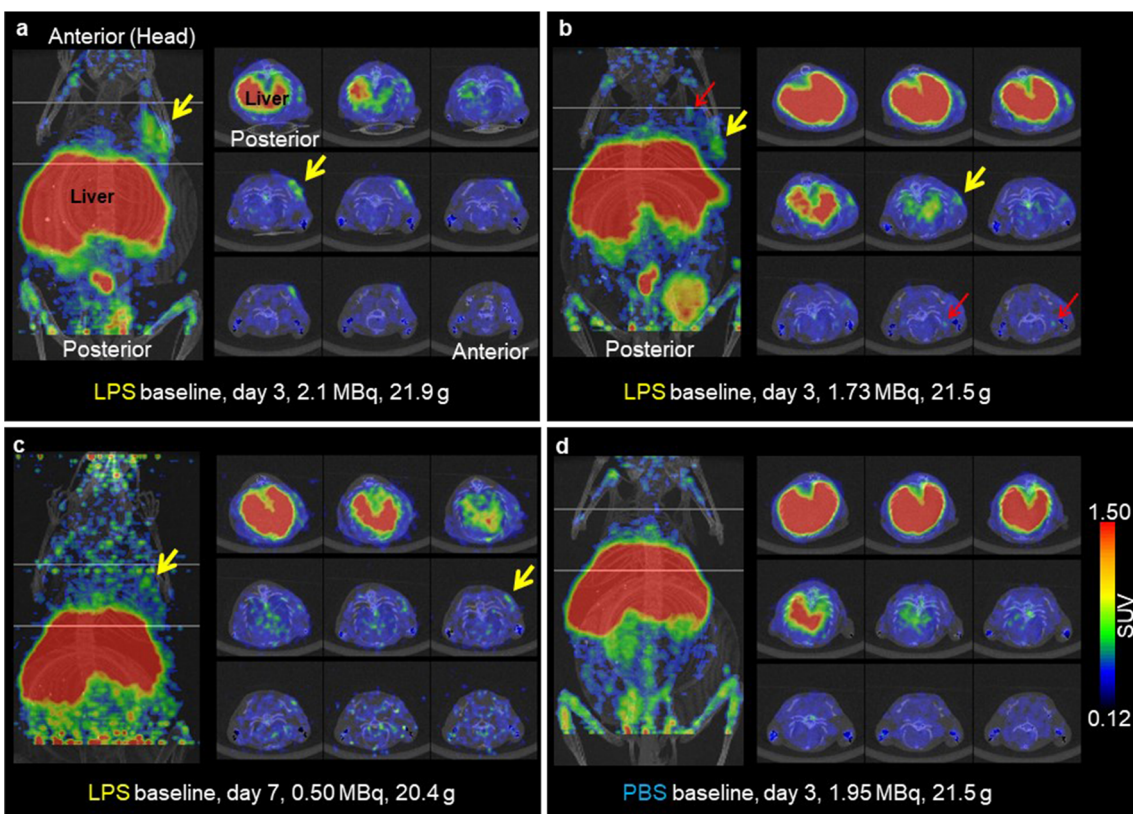 a
Anterior (Head)
Liver
Posterior
Liver
Anterior
Posterior
LPS baseline, day 3, 2.1 MBq, 21.9 g
b
Posterior
LPS baseline, day 3, 1.73 MBq, 21.5 g
c
LPS baseline, day 7, 0.50 MBq, 20.4 g
d
1.50
SUV
0.12
PBS baseline, day 3, 1.95 MBq, 21.5 g